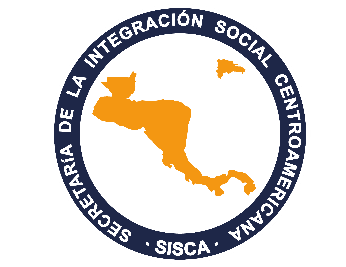 SECRETARÍA DE LA INTEGRACIÓN SOCIAL CENTROAMERICANA
· SISCA ·